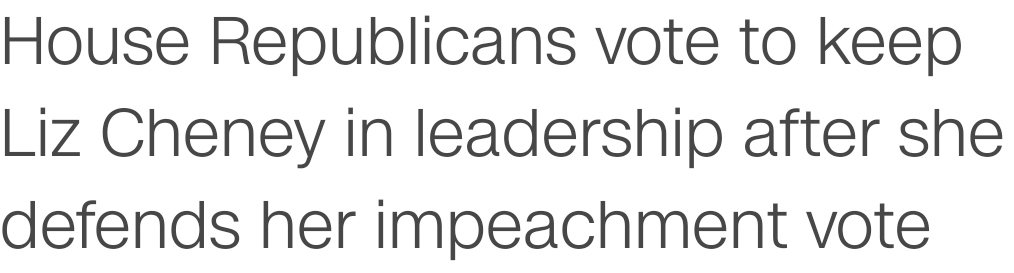 House Republicans vote to keep
Liz Cheney in leadership after she
defends her impeachment vote